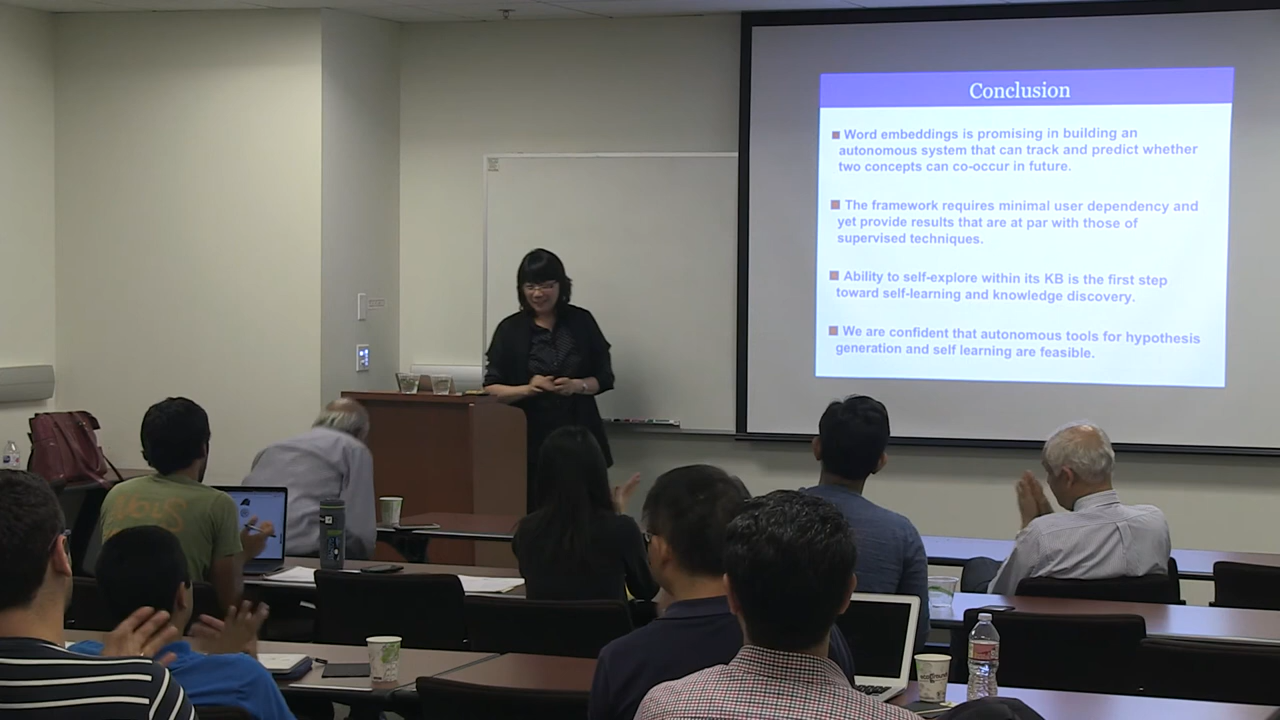 Conclusion
Word embeddings is promising in building an
autonomous system that can track and predict whether
two concepts can co-occur in future.
The framework requires minimal user dependency and
yet provide results that are at par with those of
supervised techniques.
Ability to self-explore within its KB is the first step
toward self-learning and knowledge discovery.
We are confident that autonomous tools for hypothesis
generation and self learning are feasible.